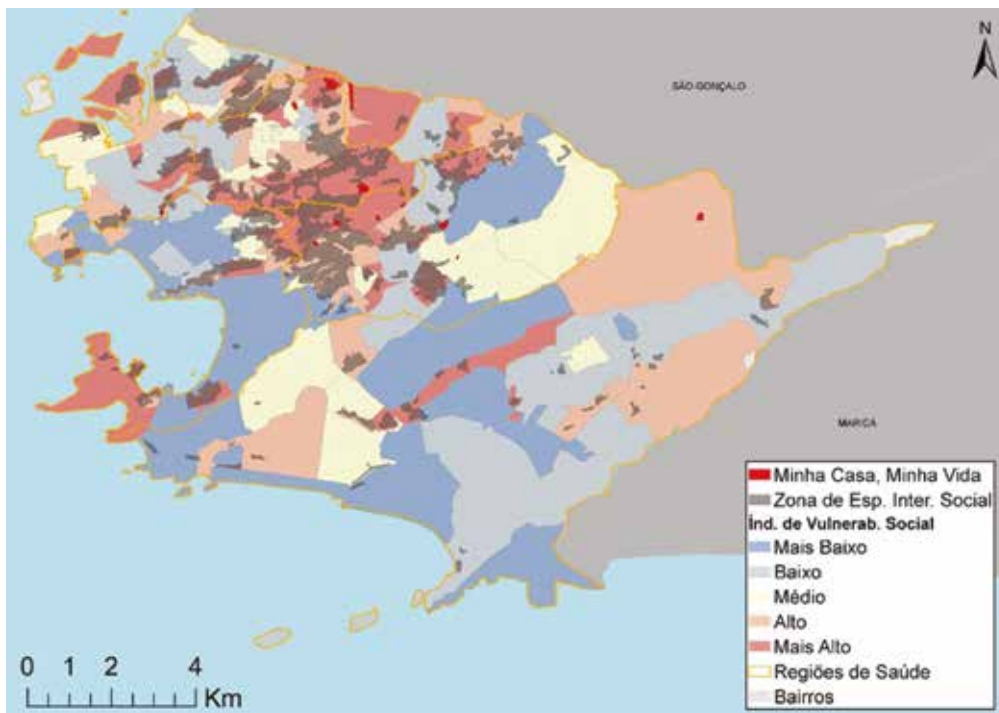 N
SÃO GONÇALO
MARICÁ
Minha Casa, Minha Vida
Zona de Esp. Inter. Social
Índ. de Vulnerab. Social
Mais Baixo
Baixo
Médio
Alto
Mais Alto
Regiões de Saúde
Bairros
0 1 2 4
Km